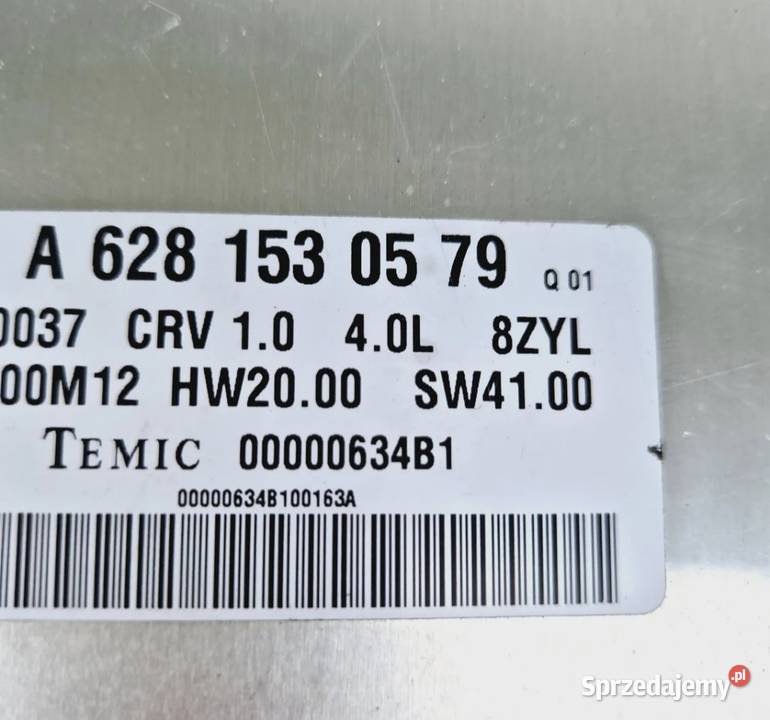 A 628 153 05 79 Q 01
0037 CRV 1.0 4.0L 8ZYL
00M12 HW20.00 SW41.00
TEMIC 00000634B1
00000634B100163A
Sprzedajemy.pl